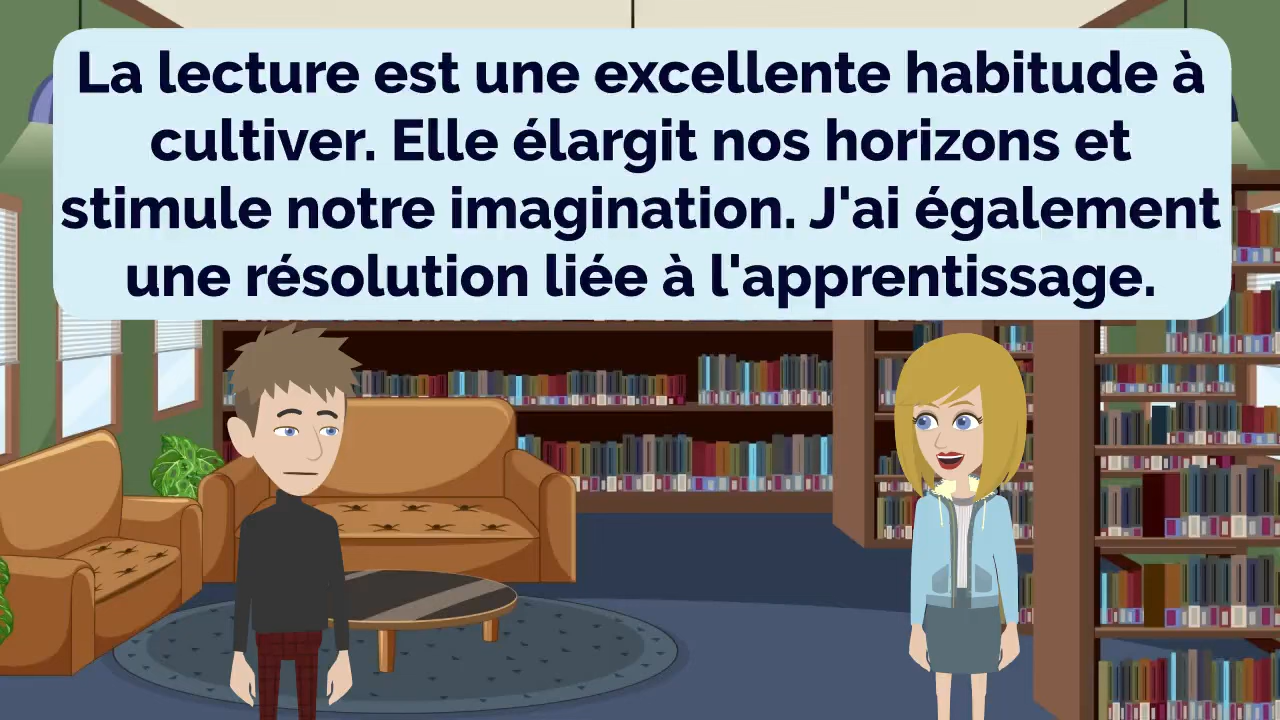 La lecture est une excellente habitude à
cultiver. Elle élargit nos horizons et
stimule notre imagination. J'ai également
une résolution liée à l'apprentissage.